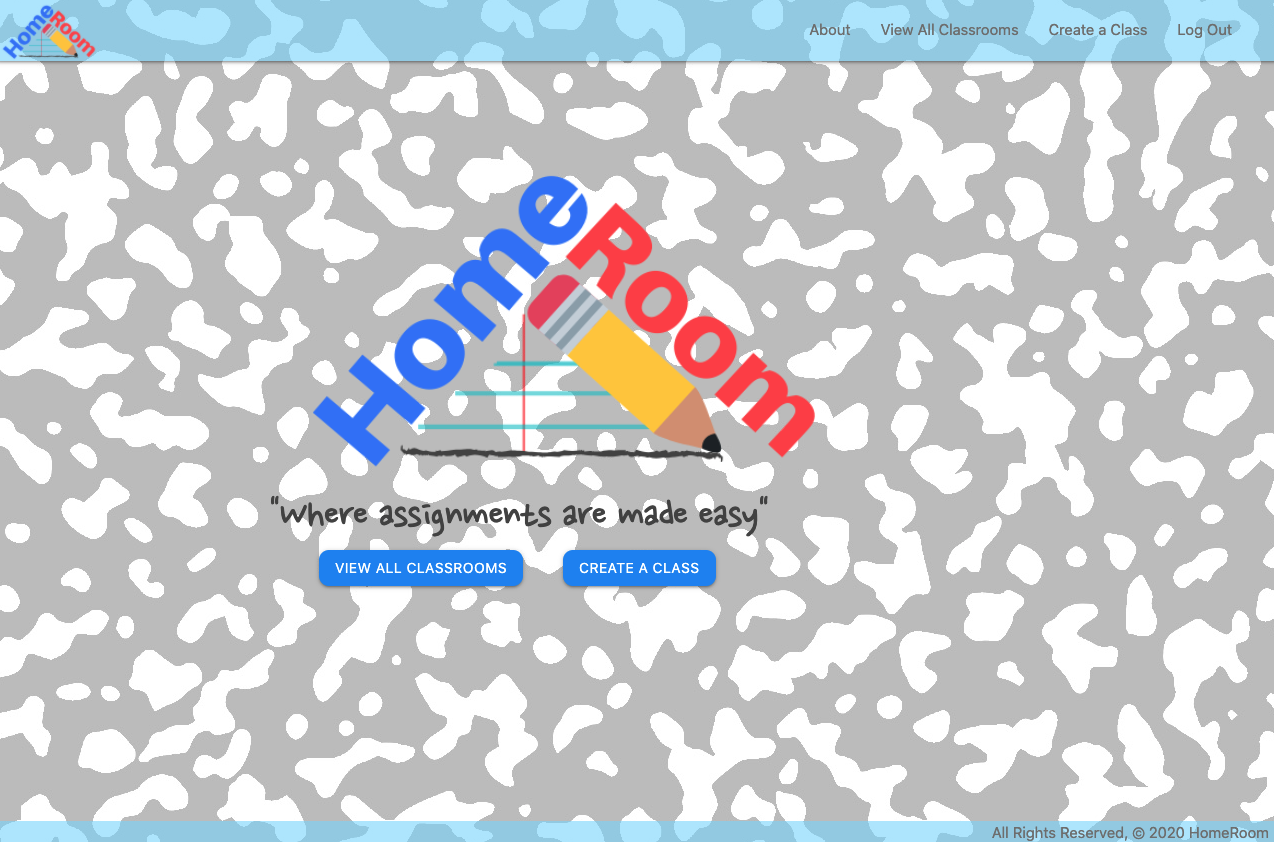 HomeRoom
About View All Classrooms Create a Class Log Out
HomeRoom
"Where assignments are made easy"
VIEW ALL CLASSROOMS CREATE A CLASS
All Rights Reserved, © 2020 HomeRoom